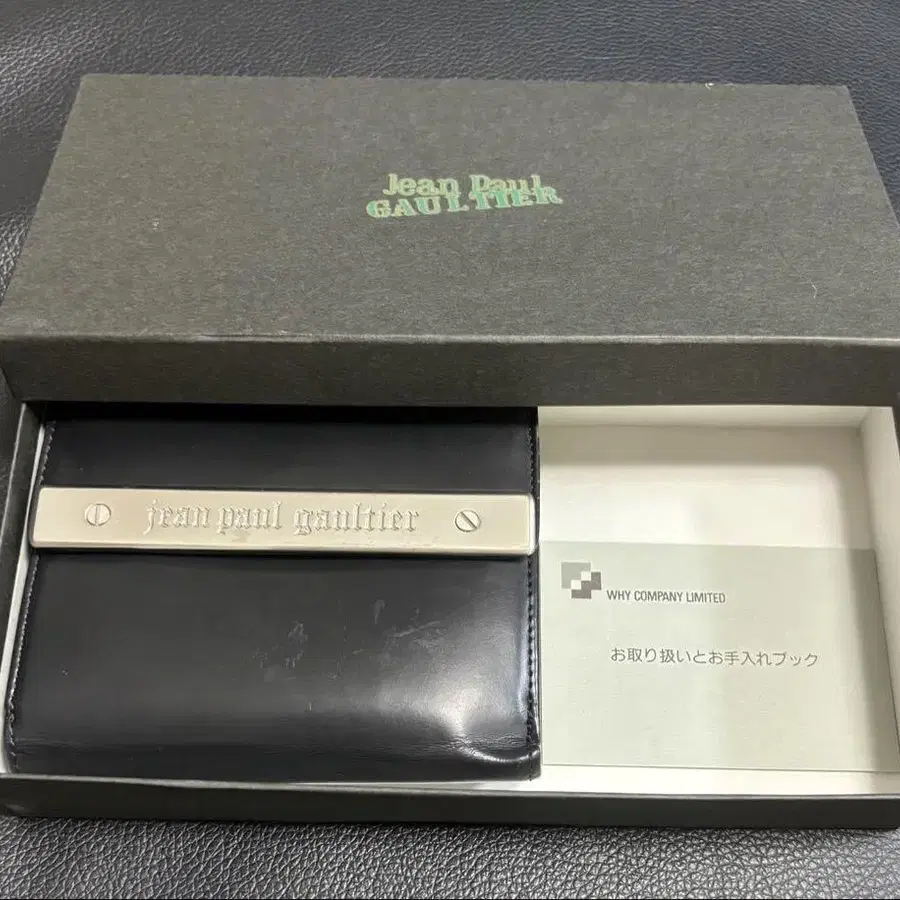 Jean Paul
GAULTIER
jean paul gaultier
WHY COMPANY LIMITED
お取り扱いとお手入れブック